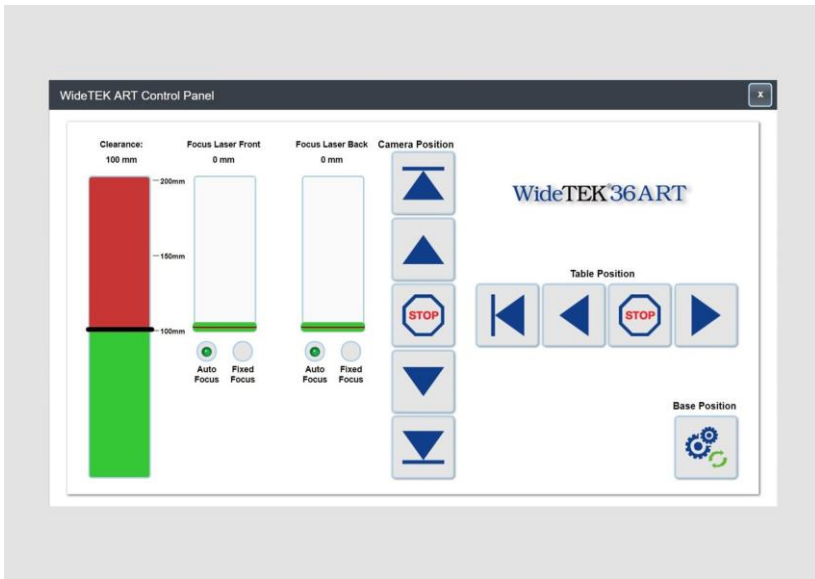 WideTEK ART Control Panel
x
Clearance:
100 mm
Focus Laser Front
0 mm
Focus Laser Back
0 mm
Camera Position
200mm
150mm
100mm
Auto Focus
Fixed Focus
Auto Focus
Fixed Focus
STOP
WideTEK®36ART
Table Position
STOP
Base Position